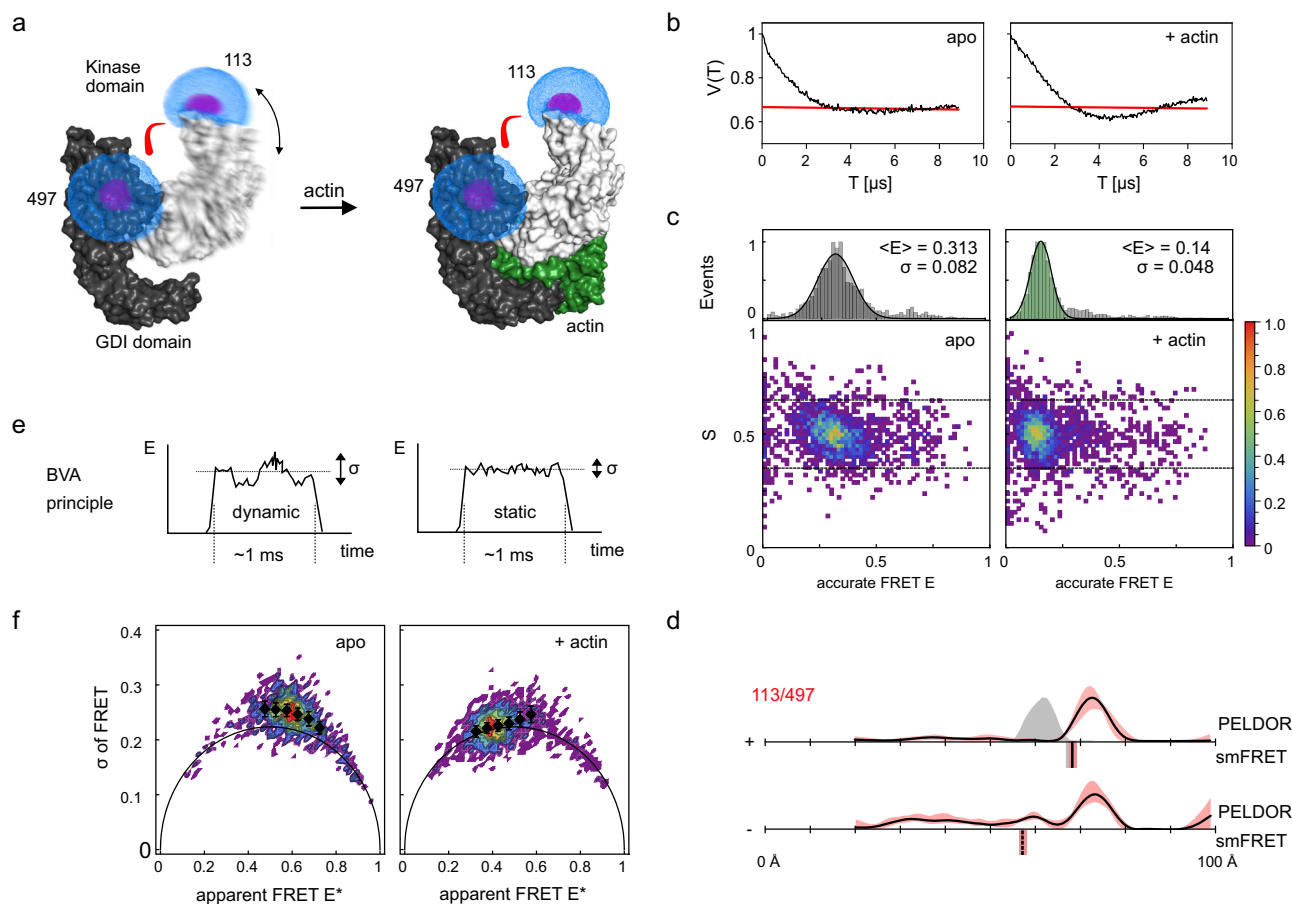 a
113
Kinase
domain
497
GDI domain
actin
113
497
actin
b
V(T)
1
0.8
0.6
apo
+ actin
0 2 4 6 8 10
0 2 4 6 8 10
T [µs]
T [µs]
c
Events
1
0
<E> = 0.313
σ = 0.082
1
0
<E> = 0.14
σ = 0.048
S
1
0.5
0
apo
+ actin
0 0.5 1
0 0.5 1
accurate FRET E
accurate FRET E
1.0
0.8
0.6
0.4
0.2
0
e
BVA
principle
E
σ
dynamic
~1 ms
time
E
σ
static
~1 ms
time
f
σ of FRET
0.4
0.3
0.2
0.1
0
apo
+ actin
0 0.2 0.4 0.6 0.8 1
0 0.2 0.4 0.6 0.8 1
apparent FRET E*
apparent FRET E*
d
113/497
+
PELDOR
smFRET
-
PELDOR
smFRET
0 Å
100 Å